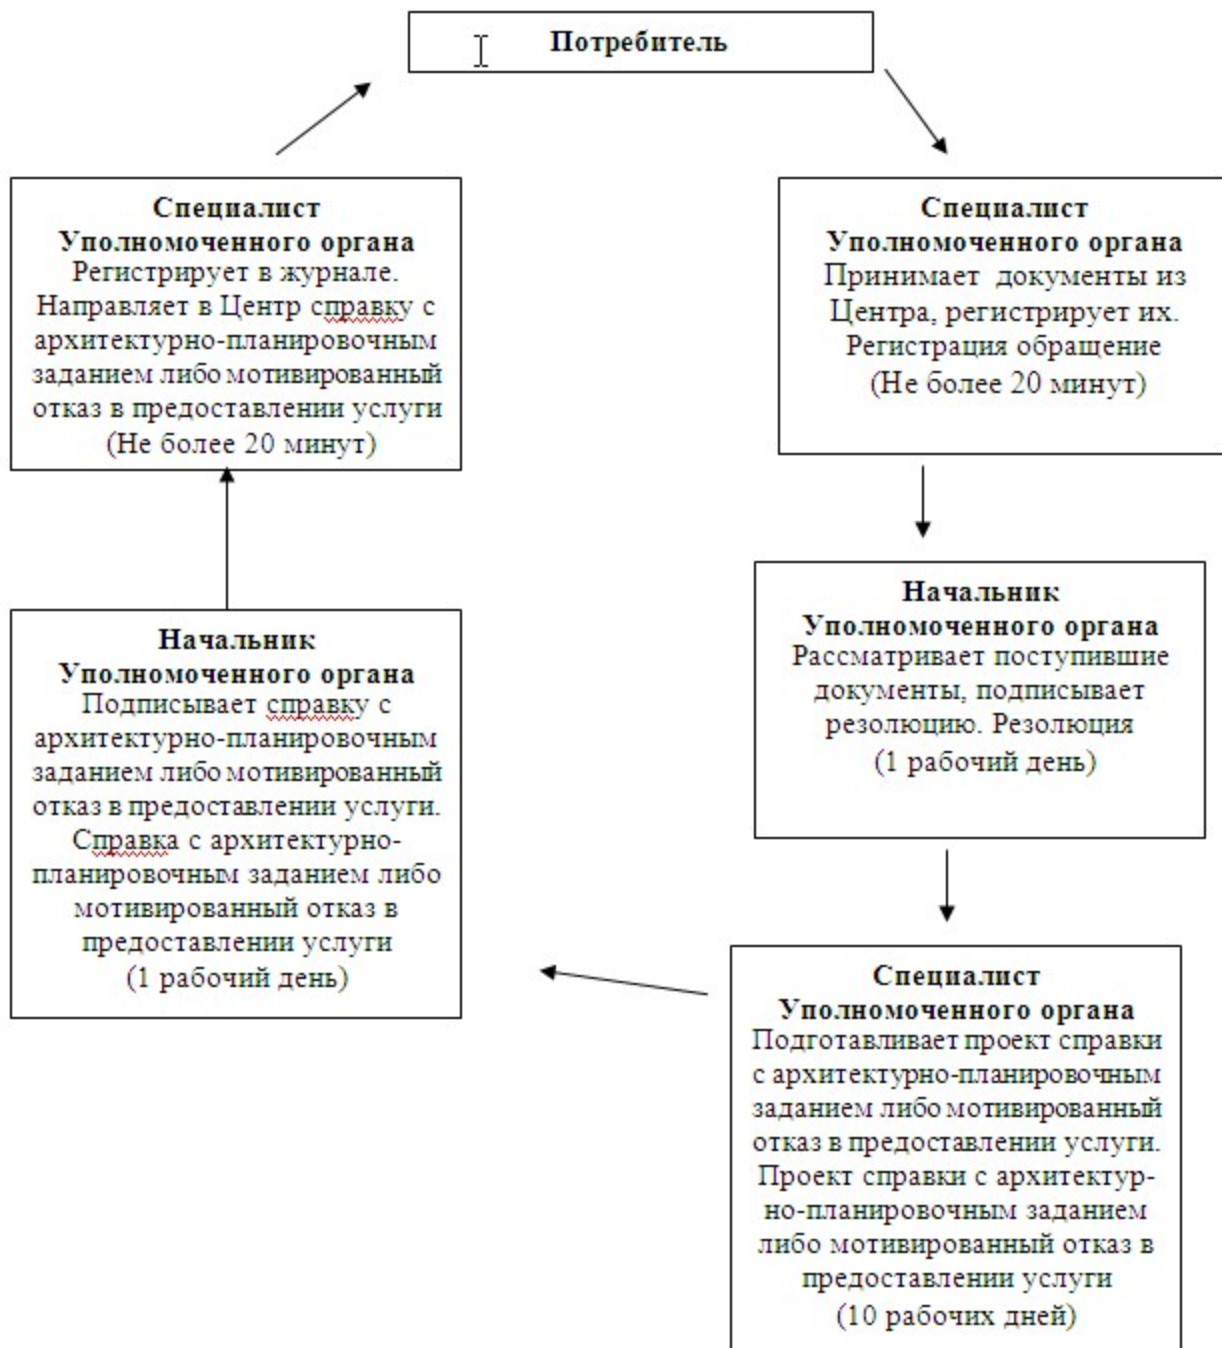 Потребитель
Специалист
Уполномоченного органа
Принимает документы из
Центра, регистрирует их.
Регистрация обращение
(Не более 20 минут)
Начальник
Уполномоченного органа
Рассматривает поступившие
документы, подписывает
резолюцию. Резолюция
(1 рабочий день)
Специалист
Уполномоченного органа
Подготавливает проект справки
с архитектурно-планировочным
заданием либо мотивированный
отказ в предоставлении услуги.
Проект справки с архитектур-
но-планировочным заданием
либо мотивированный отказ в
предоставлении услуги
(10 рабочих дней)
Начальник
Уполномоченного органа
Подписывает справку с
архитектурно-планировочным
заданием либо мотивированный
отказ в предоставлении услуги.
Справка с архитектурно-
планировочным заданием либо
мотивированный отказ в
предоставлении услуги
(1 рабочий день)
Специалист
Уполномоченного органа
Регистрирует в журнале.
Направляет в Центр справку с
архитектурно-планировочным
заданием либо мотивированный
отказ в предоставлении услуги
(Не более 20 минут)